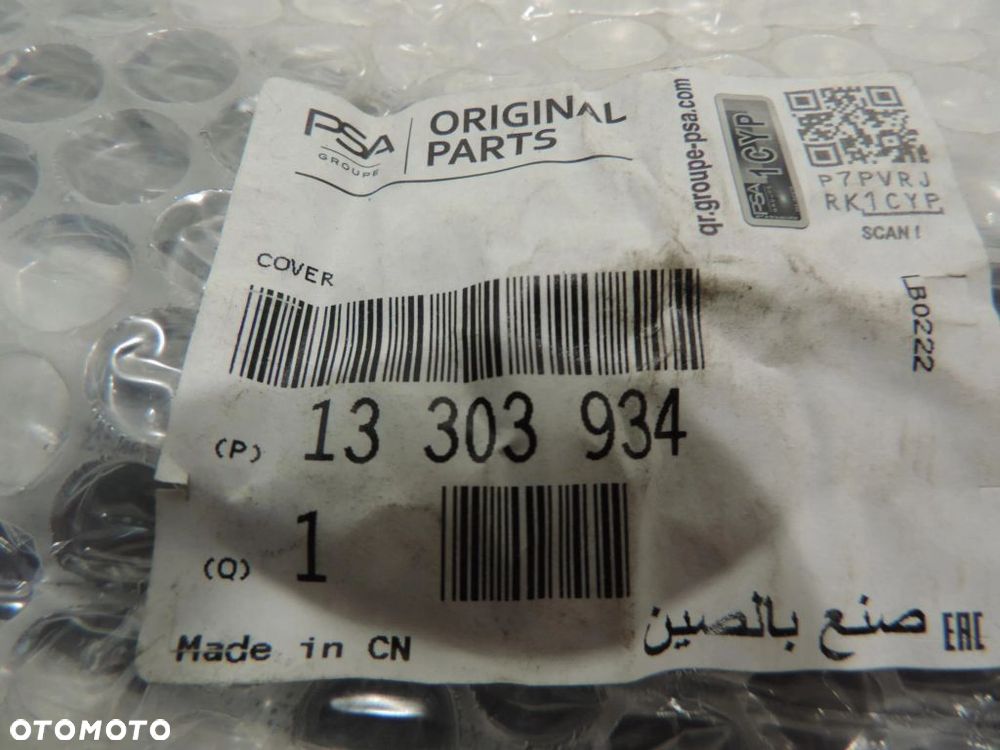 PSA
GROUPE
ORIGINAL
PARTS
qr.groupe-psa.com
PSA
1CYP
P7PVRJ
RK1CYP
SCAN!
COVER
B0222
(P) 13 303 934
(Q) 1
Made in CN
صنع بالصين
EAC
OTOMOTO